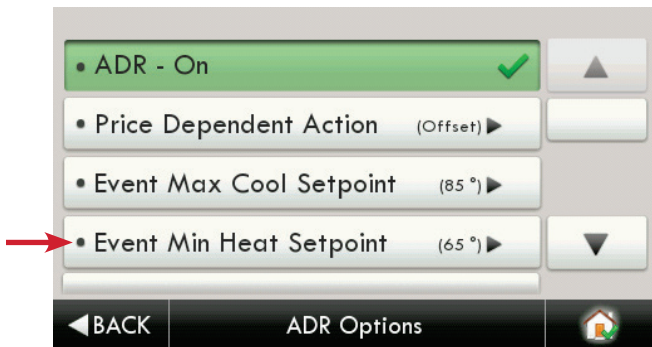 • ADR - On
• Price Dependent Action (Offset)
• Event Max Cool Setpoint (85 °)
• Event Min Heat Setpoint (65 °)
BACK ADR Options